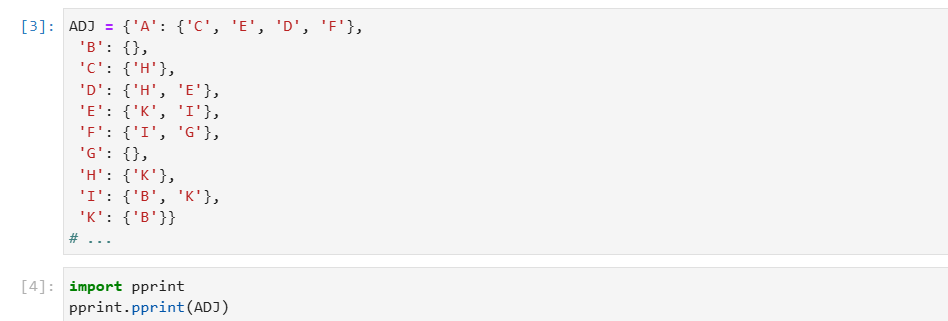 [3]: ADJ = {'A': {'C', 'E', 'D', 'F'},
'B': {},
'C': {'H'},
'D': {'H', 'E'},
'E': {'K', 'I'},
'F': {'I', 'G'},
'G': {},
'H': {'K'},
'I': {'B', 'K'},
'K': {'B'}}
# ...
[4]: import pprint
pprint.pprint(ADJ)